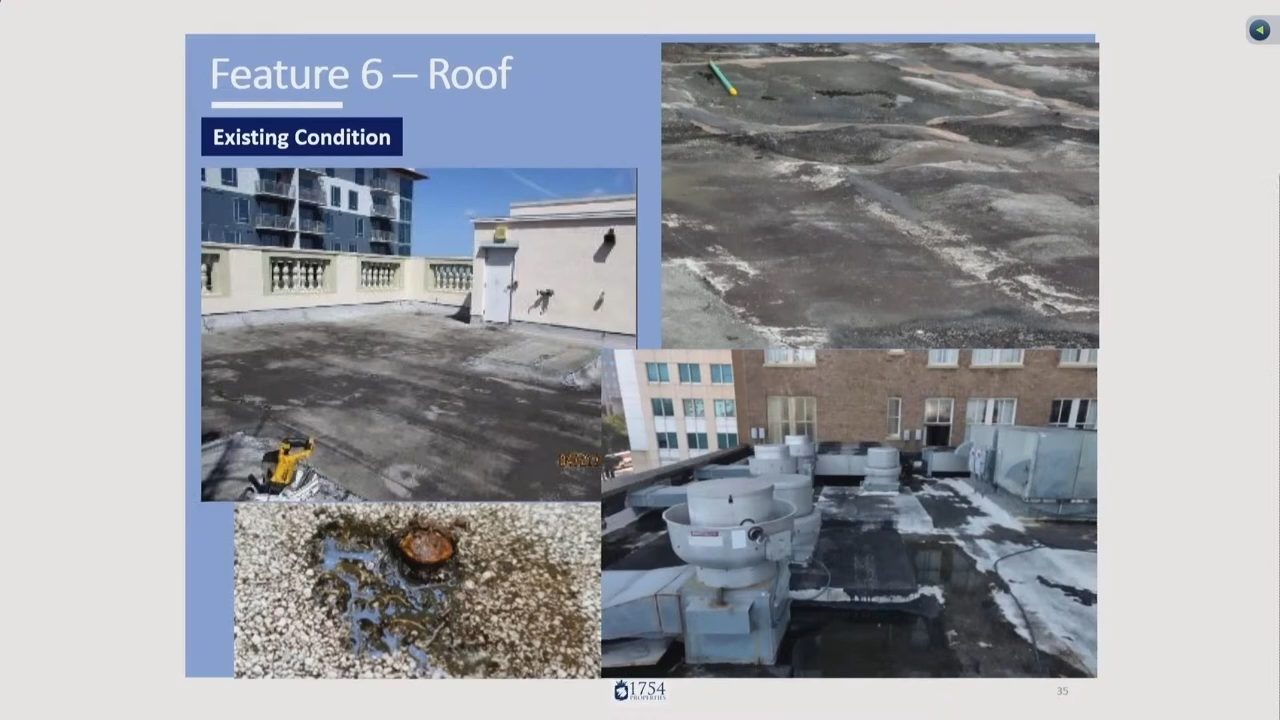 Feature 6 – Roof
Existing Condition
1754
PROPERTIES
35